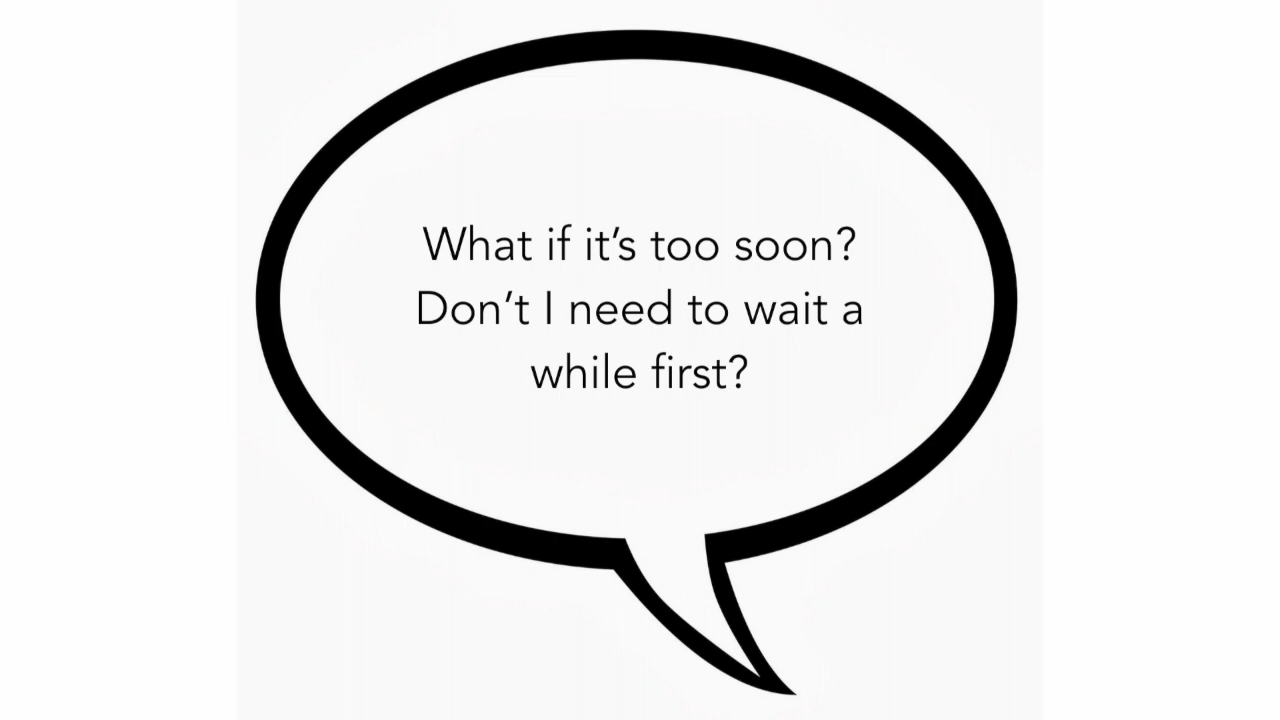 What if it’s too soon?
Don’t I need to wait a
while first?